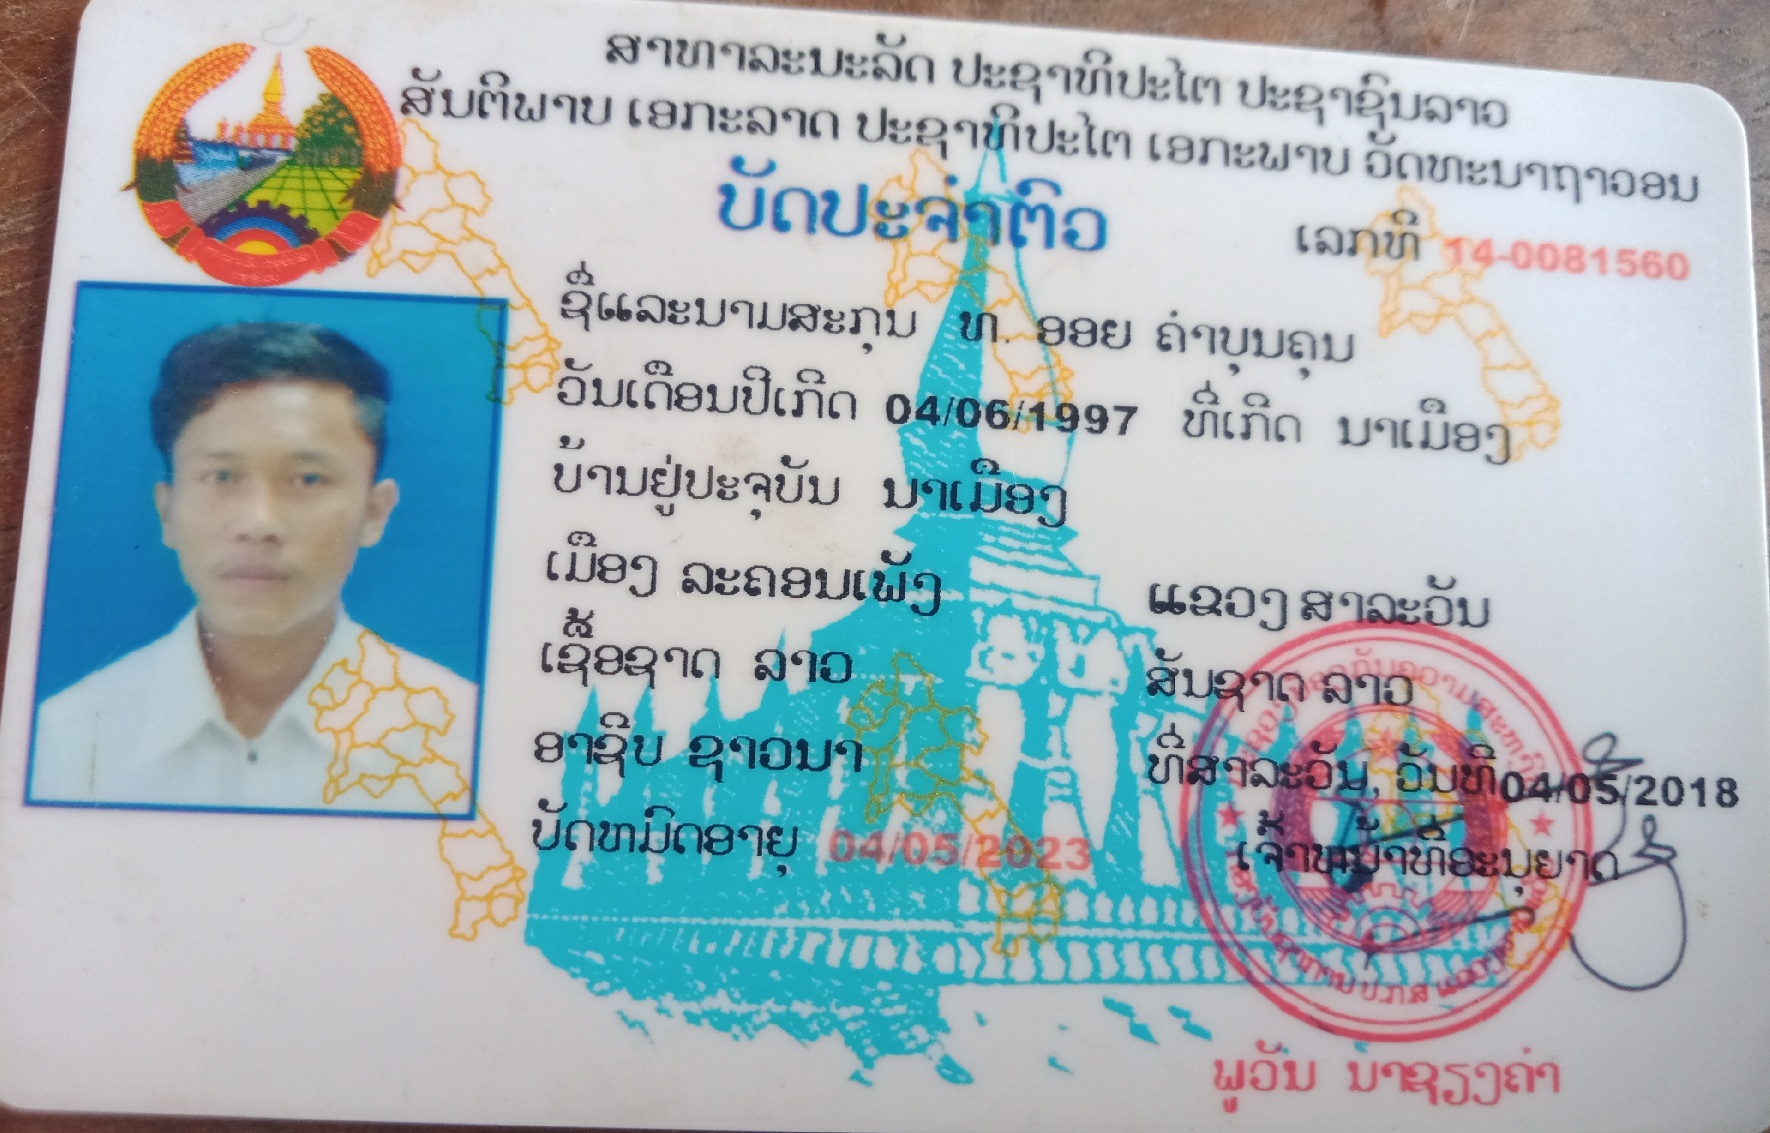 ສາທາລະນະລັດ ປະຊາທິປະໄຕ ປະຊາຊົນລາວ
ສັນຕິພາບ ເອກະລາດ ປະຊາທິປະໄຕ ເອກະພາບ ວັດທະນາຖາວອນ
ບັດປະຈຳຕົວ
ເລກທີ 14-0081560
ຊື່ແລະນາມສະກຸນ ທ. ອອຍ ຄຳບຸນຄຸນ
ວັນເດືອນປີເກີດ 04/06/1997 ທີ່ເກີດ ນາເມືອງ
ບ້ານຢູ່ປະຈຸບັນ ນາເມືອງ
ເມືອງ ລະຄອນເພັງ ແຂວງ ສາລະວັນ
ເຊື້ອຊາດ ລາວ ສັນຊາດ ລາວ
ອາຊີບ ຊາວນາ ທີ່ສາລະວັນ, ວັນທີ 04/05/2018
ບັດຫມົດອາຍຸ 04/05/2023 ເຈົ້າຫນ້າທີ່ອະນຸຍາດ
ພູວັນ ນາຊຽງຄຳ